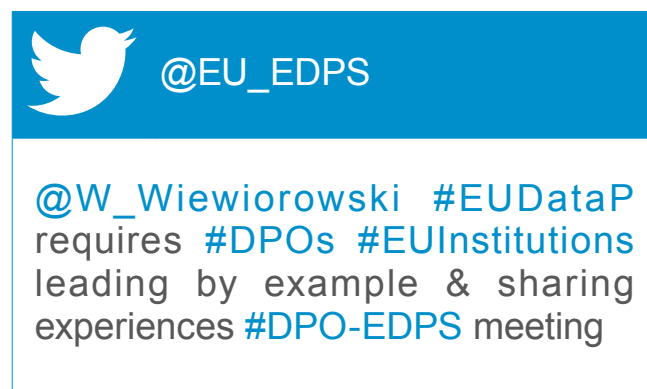 @EU_EDPS
@W_Wiewiorowski #EUDataP
requires #DPOs #EUInstitutions
leading by example & sharing
experiences #DPO-EDPS meeting